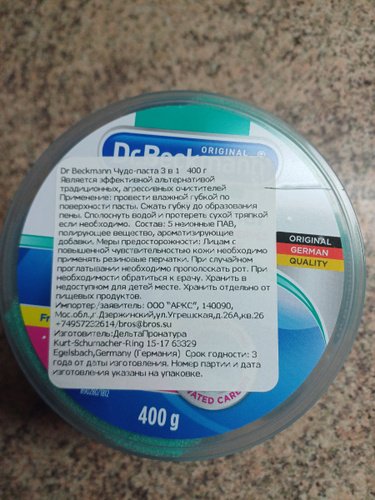 ORIGINAL
Dr Beckmann Чудо-паста 3 в 1 400 г
Является эффективной альтернативой
традиционных, агрессивных очистителей
Применение: провести влажной губкой по
поверхности пасты. Сжать губку до образования
пены. Сполоснуть водой и протереть сухой тряпкой
если необходимо. Состав: 5 наионные ПАВ,
полирующее вещество, ароматизирующие
добавки. Меры предосторожности: Лицам с
повышенной чувствительностью кожи необходимо
применять резиновые перчатки. При случайном
проглатывании необходимо прополоскать рот. При
необходимости обратиться к врачу. Хранить в
недоступном для детей месте. Хранить отдельно от
пищевых продуктов.
Импортер/заявитель: ООО "АРКС", 140090,
Мос.обл.,г Дзержинский,ул.Угрешская,д.26А,кв.26
+74957232614/bros@bros.su
Изготовитель:ДельтаПронатура
Kurt-Schumacher-Ring 15-17 63329
Egelsbach,Germany (Германия) Срок годности: 3
года от даты изготовления. Номер партии и дата
изготовления указаны на упаковке.
ORIGINAL
GERMAN
QUALITY
400 g